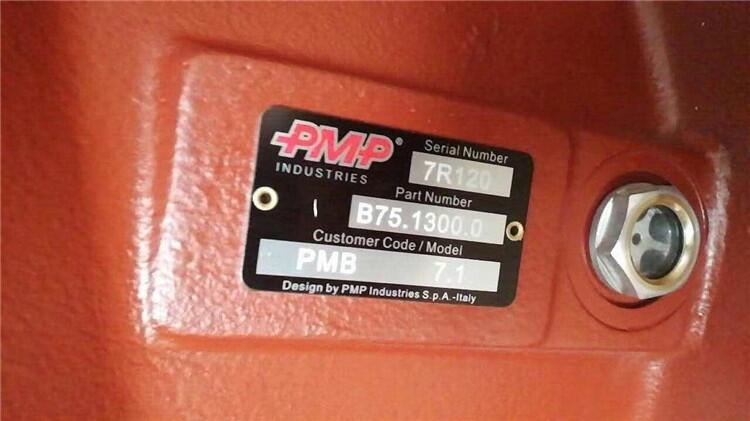 PMP®
INDUSTRIES
Serial Number
7R120
Part Number
B75.1300.0
Customer Code / Model
PMB 7.1
Design by PMP Industries S.p.A.-Italy